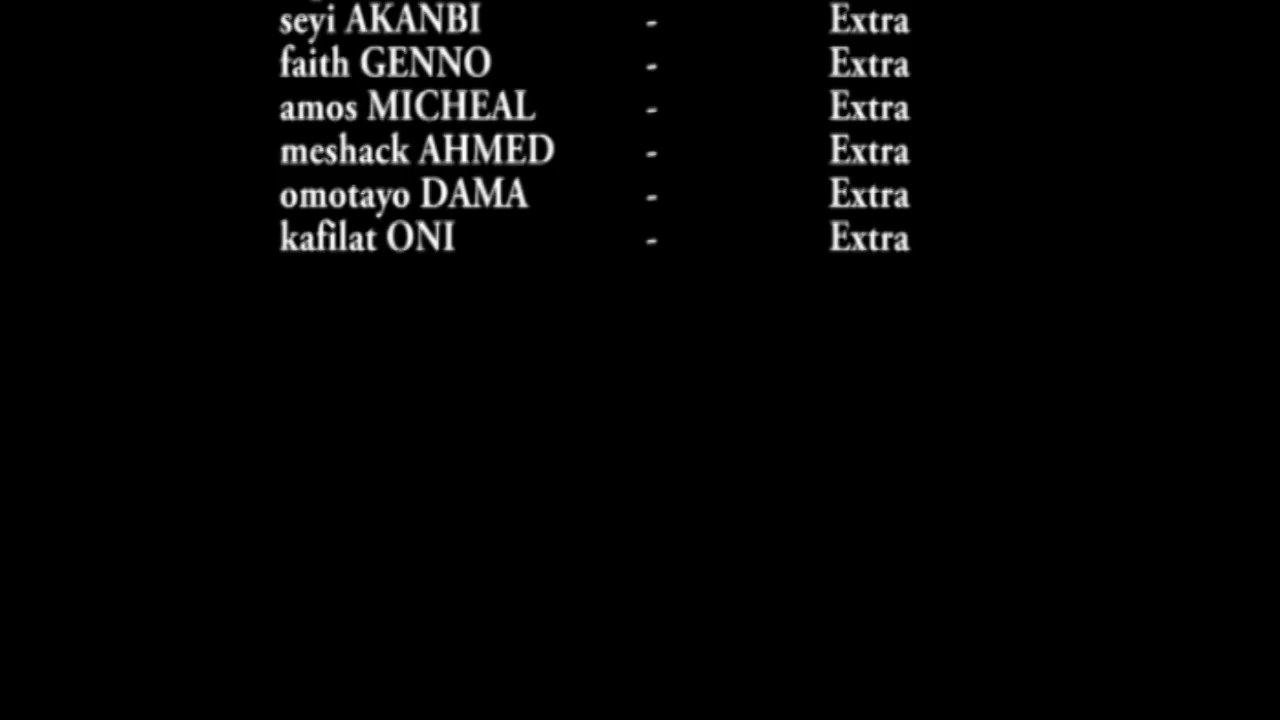 seyi AKANBI - Extra
faith GENNO - Extra
amos MICHEAL - Extra
meshack AHMED - Extra
omotayo DAMA - Extra
kafilat ONI - Extra